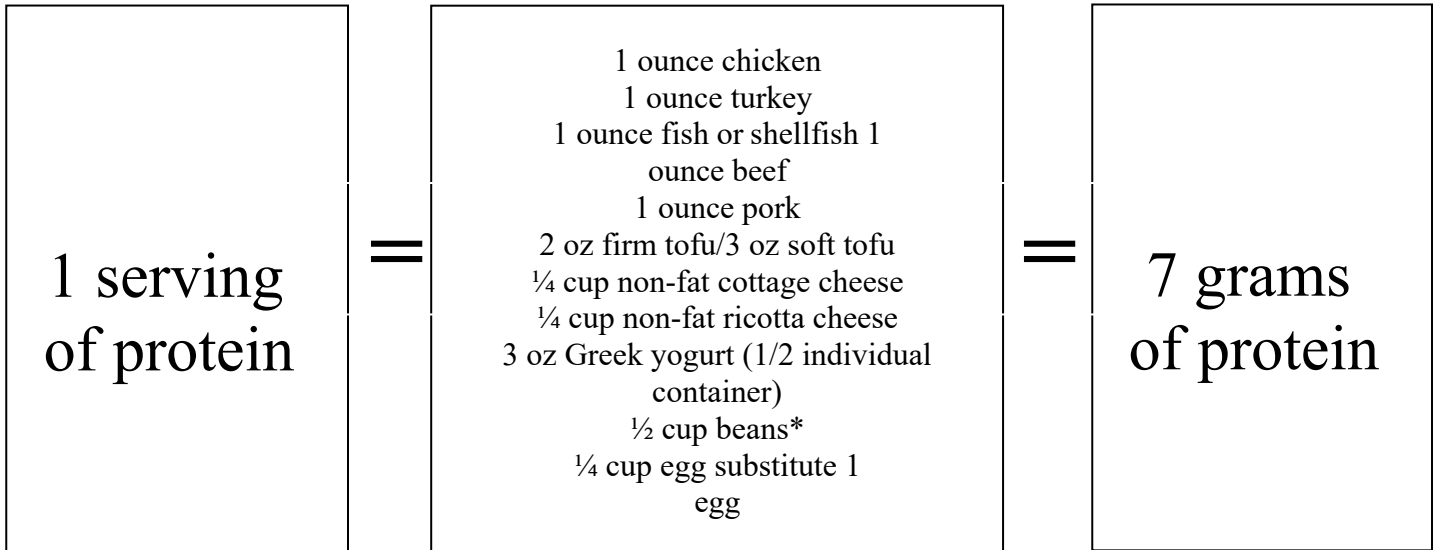 1 serving
of protein
=
1 ounce chicken
1 ounce turkey
1 ounce fish or shellfish 1
ounce beef
1 ounce pork
2 oz firm tofu/3 oz soft tofu
¼ cup non-fat cottage cheese
¼ cup non-fat ricotta cheese
3 oz Greek yogurt (1/2 individual
container)
½ cup beans*
¼ cup egg substitute 1
egg
=
7 grams
of protein